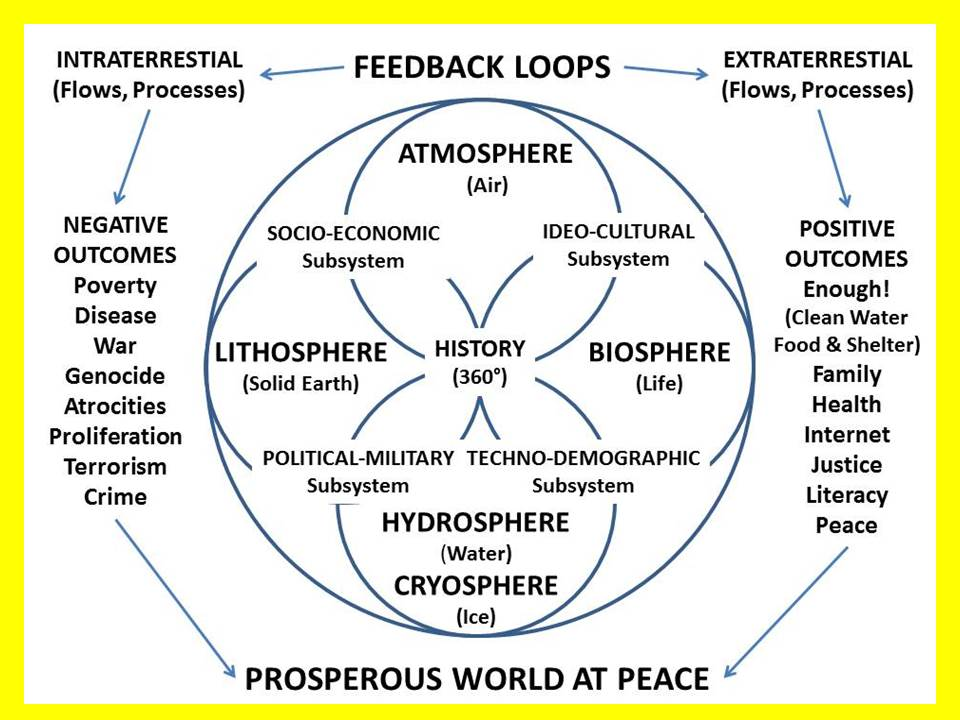 FEEDBACK LOOPS
INTRATERRESTIAL
(Flows, Processes)
EXTRATERRESTIAL
(Flows, Processes)
NEGATIVE
OUTCOMES
Poverty
Disease
War
Genocide
Atrocities
Proliferation
Terrorism
Crime
ATMOSPHERE
(Air)
SOCIO-ECONOMIC
Subsystem
IDEO-CULTURAL
Subsystem
LITHOSPHERE
(Solid Earth)
HISTORY
(360°)
BIOSPHERE
(Life)
POLITICAL-MILITARY
Subsystem
TECHNO-DEMOGRAPHIC
Subsystem
HYDROSPHERE
(Water)
CRYOSPHERE
(Ice)
POSITIVE
OUTCOMES
Enough!
(Clean Water
Food & Shelter)
Family
Health
Internet
Justice
Literacy
Peace
PROSPEROUS WORLD AT PEACE